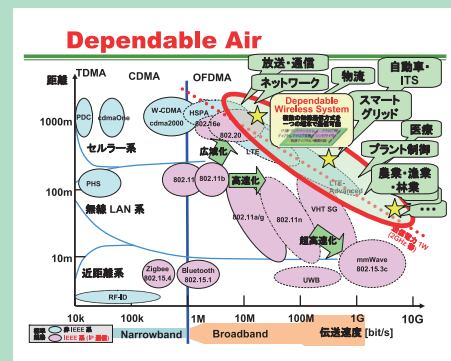 Dependable Air
TDMA
CDMA
OFDMA
距離
1000m
100m
10m
セルラー系
無線 LAN 系
近距離系
PDC
cdmaOne
W-CDMA
cdma2000
HSPA
802.16e
802.20
LTE
LTE-
Advanced
広域化
高速化
超高速化
PHS
802.11
802.11b
802.11a/g
802.11n
VHT SG
Zigbee
802.15.4
Bluetooth
802.15.1
RF-ID
UWB
mmWave
802.15.3c
放送・通信
ネットワーク
物流
自動車・
ITS
スマート
グリッド
医療
プラント制御
農業・漁業
・林業
・・・
Dependable
Wireless System
1W
10k
100k
1M
10M
100M
1G
10G
Narrowband
Broadband
伝送速度 [bit/s]
非 IEEE 系